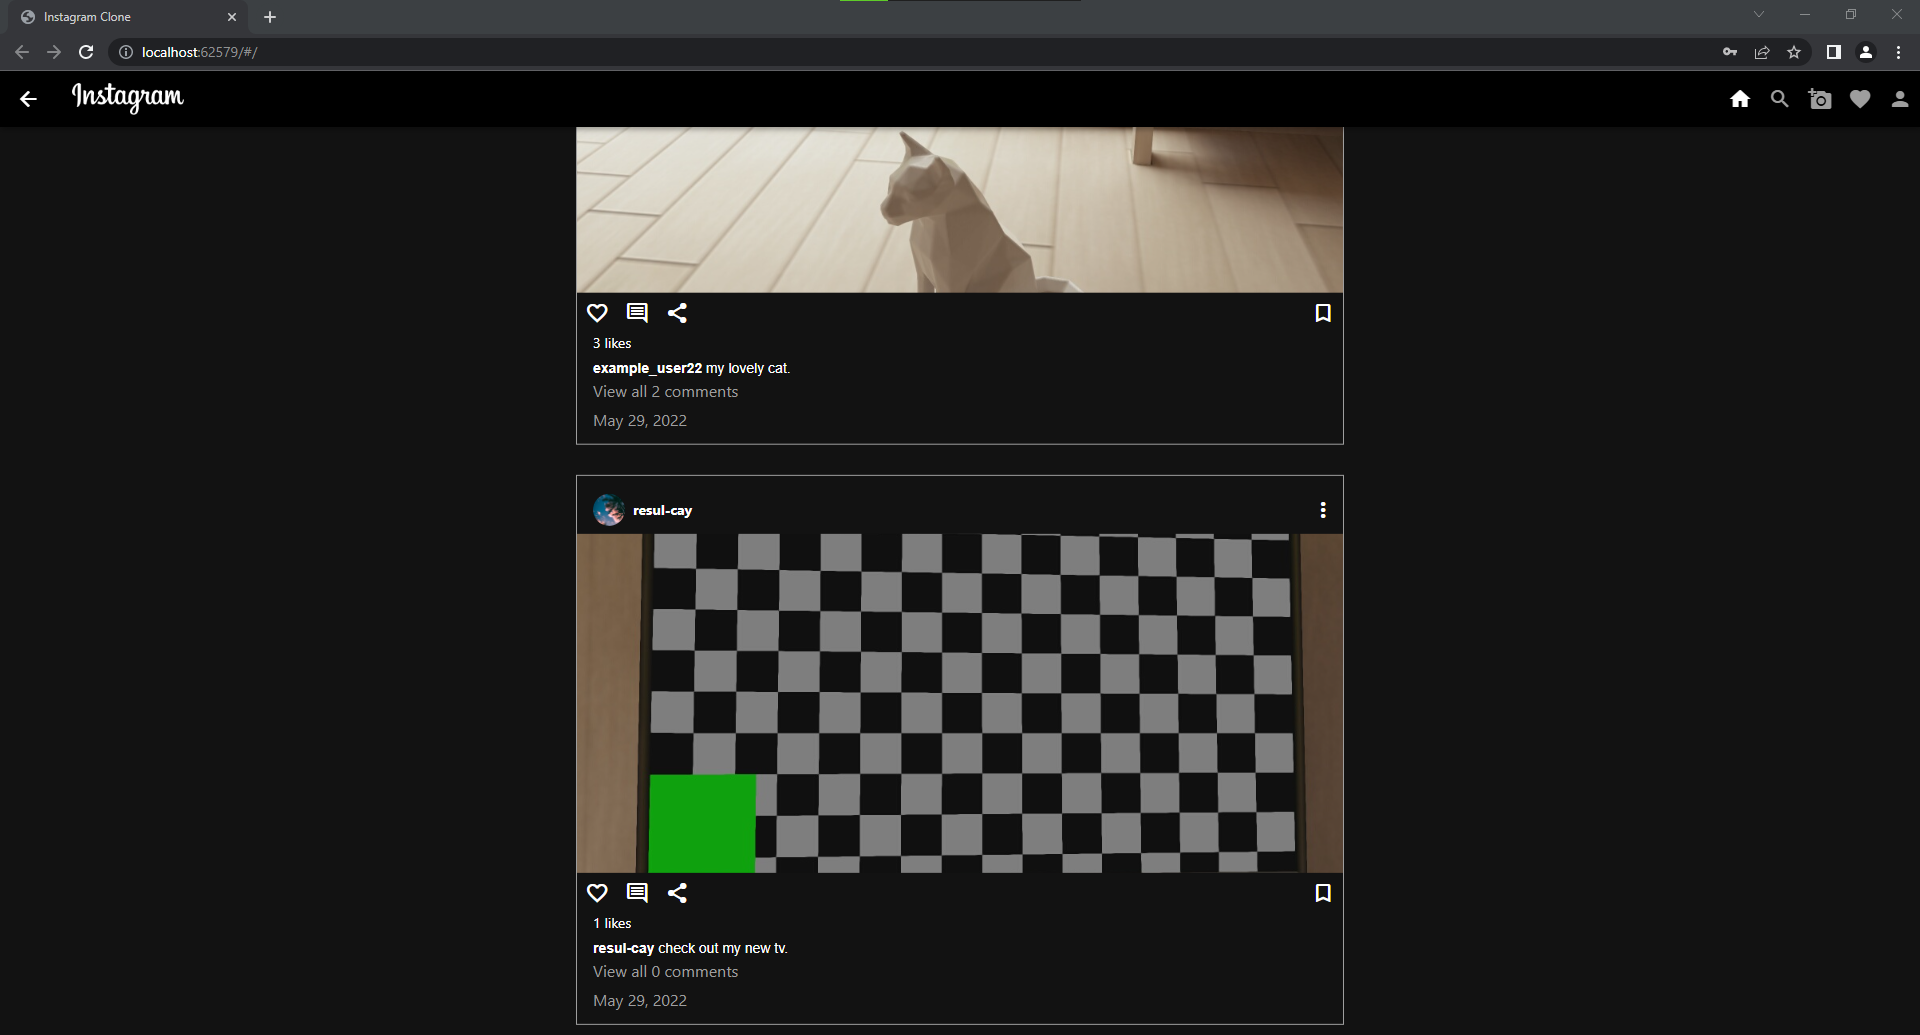 Instagram Clone
localhost:62579/#/
Instagram
3 likes
example_user22 my lovely cat.
View all 2 comments
May 29, 2022
resul-cay
1 likes
resul-cay check out my new tv.
View all 0 comments
May 29, 2022